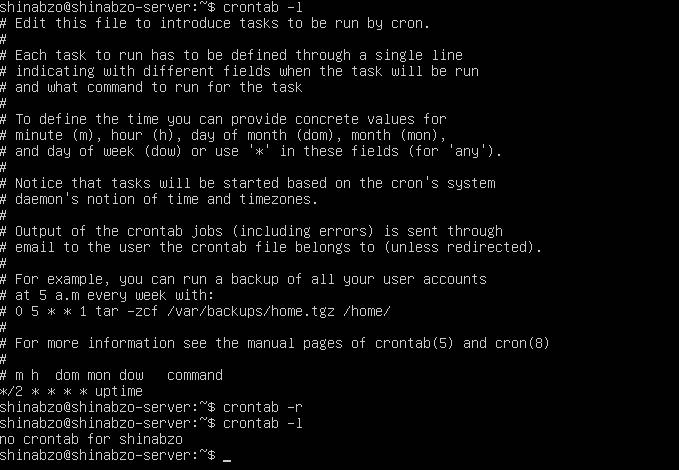 shinabzo@shinabzo-server:~$ crontab -l
# Edit this file to introduce tasks to be run by cron.
#
# Each task to run has to be defined through a single line
# indicating with different fields when the task will be run
# and what command to run for the task
#
# To define the time you can provide concrete values for
# minute (m), hour (h), day of month (dom), month (mon),
# and day of week (dow) or use '*' in these fields (for 'any').
#
# Notice that tasks will be started based on the cron's system
# daemon's notion of time and timezones.
#
# Output of the crontab jobs (including errors) is sent through
# email to the user the crontab file belongs to (unless redirected).
#
# For example, you can run a backup of all your user accounts
# at 5 a.m every week with:
# 0 5 * * 1 tar -zcf /var/backups/home.tgz /home/
#
# For more information see the manual pages of crontab(5) and cron(8)
#
# m h  dom mon dow   command
*/2 * * * * uptime
shinabzo@shinabzo-server:~$ crontab -r
shinabzo@shinabzo-server:~$ crontab -l
no crontab for shinabzo
shinabzo@shinabzo-server:~$ _